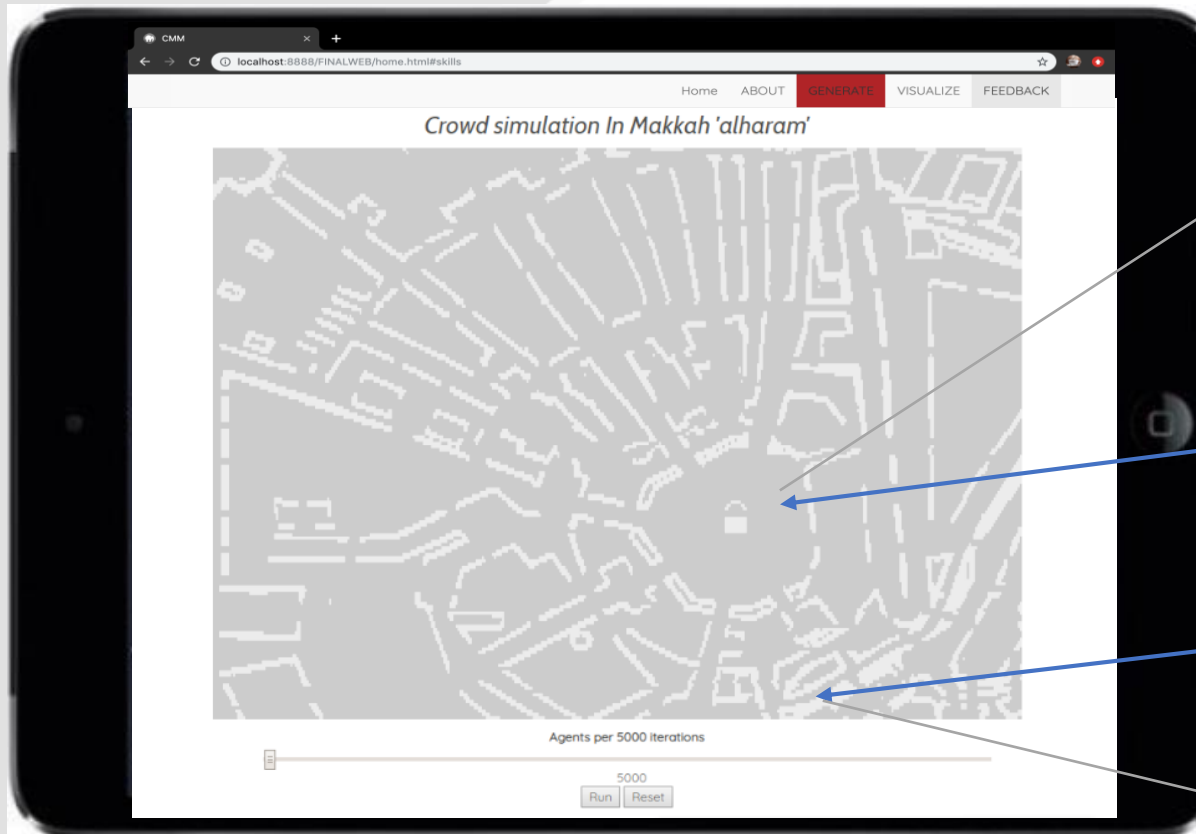 CMM
localhost:8888/FINALWEB/home.html#skills
Home ABOUT GENERATE VISUALIZE FEEDBACK
Crowd simulation In Makkah 'alharam'
Agents per 5000 iterations
5000
Run Reset